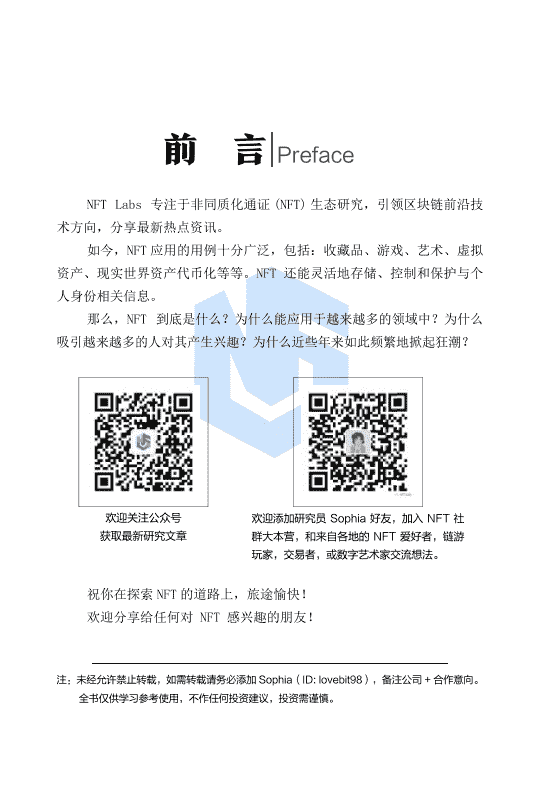 前 言 Preface
NFT Labs 专注于非同质化通证(NFT)生态研究，引领区块链前沿技
术方向，分享最新热点资讯。
如今，NFT应用的用例十分广泛，包括：收藏品、游戏、艺术、虚拟
资产、现实世界资产代币化等等。NFT 还能灵活地存储、控制和保护与个
人身份相关信息。
那么，NFT 到底是什么？为什么能应用于越来越多的领域中？为什么
吸引越来越多的人对其产生兴趣？为什么近些年来如此频繁地掀起狂潮？
欢迎关注公众号
获取最新研究文章
欢迎添加研究员 Sophia 好友，加入 NFT 社
群大本营，和来自各地的 NFT 爱好者，链游
玩家，交易者，或数字艺术家交流想法。
祝你在探索NFT的道路上，旅途愉快！
欢迎分享给任何对 NFT 感兴趣的朋友！
注：未经允许禁止转载，如需转载请务必添加Sophia（ID: lovebit98），备注公司 + 合作意向。
全书仅供学习参考使用，不作任何投资建议，投资需谨慎。